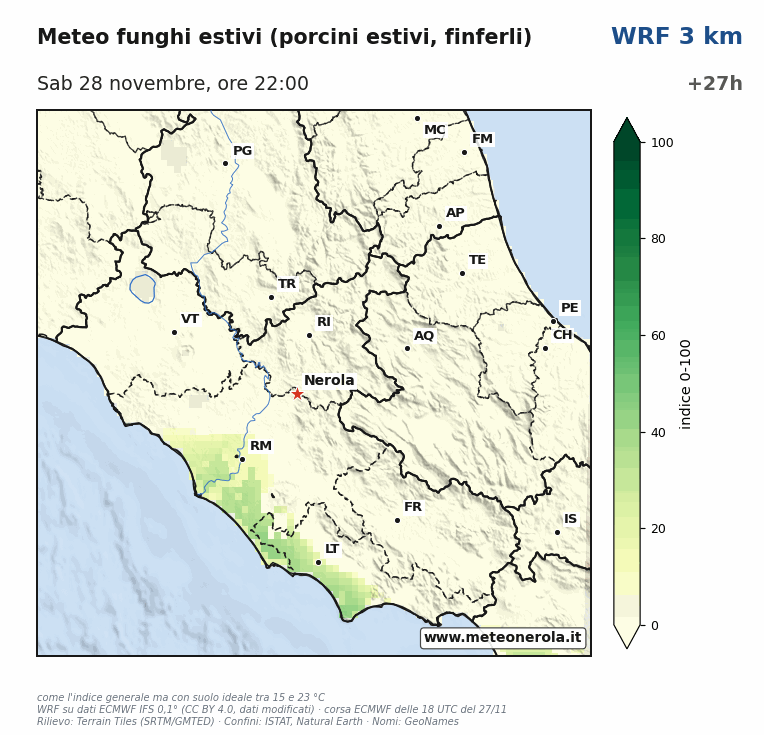 Meteo funghi estivi (porcini estivi, finferli)
WRF 3 km
Sab 28 novembre, ore 22:00
+27h
MC
FM
PG
AP
TE
TR
PE
VT
RI
AQ
CH
Nerola
RM
FR
IS
LT
www.meteonerola.it
100
80
60
40
20
0
indice 0-100
come l'indice generale ma con suolo ideale tra 15 e 23 °C
WRF su dati ECMWF IFS 0,1° (CC BY 4.0, dati modificati) · corsa ECMWF delle 18 UTC del 27/11
Rilievo: Terrain Tiles (SRTM/GMTED) · Confini: ISTAT, Natural Earth · Nomi: GeoNames